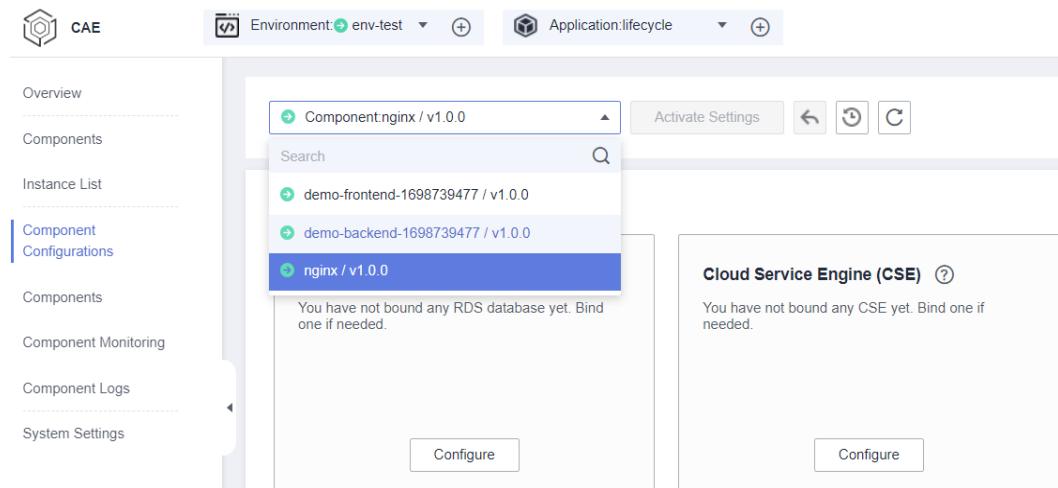 CAE
Environment: env-test
Application:lifecycle
Overview
Components
Instance List
Component
Configurations
Components
Component Monitoring
Component Logs
System Settings
Component:nginx / v1.0.0
Activate Settings
Search
demo-frontend-1698739477 / v1.0.0
demo-backend-1698739477 / v1.0.0
nginx / v1.0.0
You have not bound any RDS database yet. Bind
one if needed.
Configure
Cloud Service Engine (CSE) ?
You have not bound any CSE yet. Bind one if
needed.
Configure